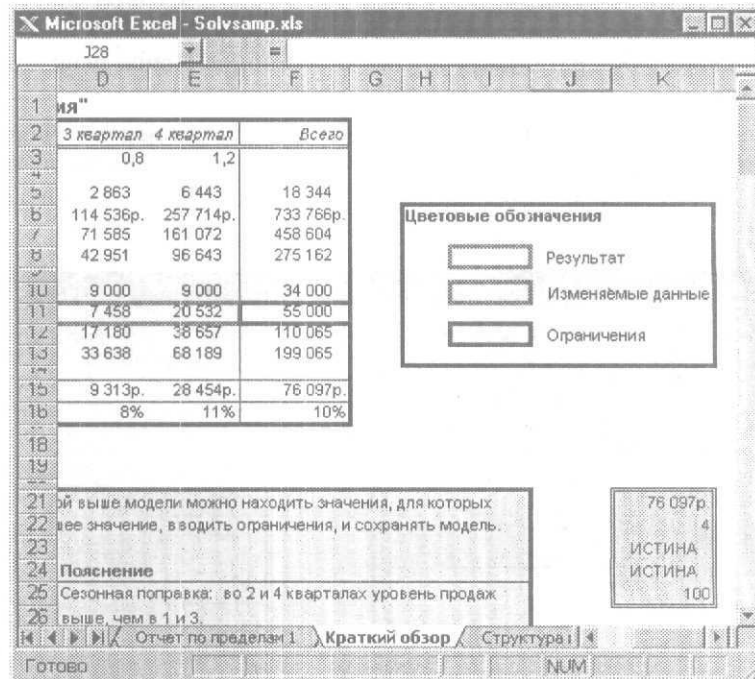 Microsoft Excel - Solvsamp.xls
J28 =
D E F G H I J K
1 ия"
2 3 квартал 4 квартал Всего
3 0,8 1,2
4
5 2 863 6 443 18 344
6 114 536р. 257 714р. 733 766р.
7 71 585 161 072 458 604
8 42 951 96 643 275 162
9
10 9 000 9 000 34 000
11 7 458 20 532 55 000
12 17 180 38 657 110 065
13 33 638 68 189 199 065
14
15 9 313р. 28 454р. 76 097р.
16 8% 11% 10%
18
19
Цветовые обозначения
Результат
Изменяемые данные
Ограничения
21 ой выше модели можно находить значения, для которых 76 097р.
22 шее значение, вводить ограничения, и сохранять модель. 4
23 ИСТИНА
24 Пояснение ИСТИНА
25 Сезонная поправка: во 2 и 4 кварталах уровень продаж 100
26 выше, чем в 1 и 3.
Отчет по пределам 1 Краткий обзор Структура
Готово NUM